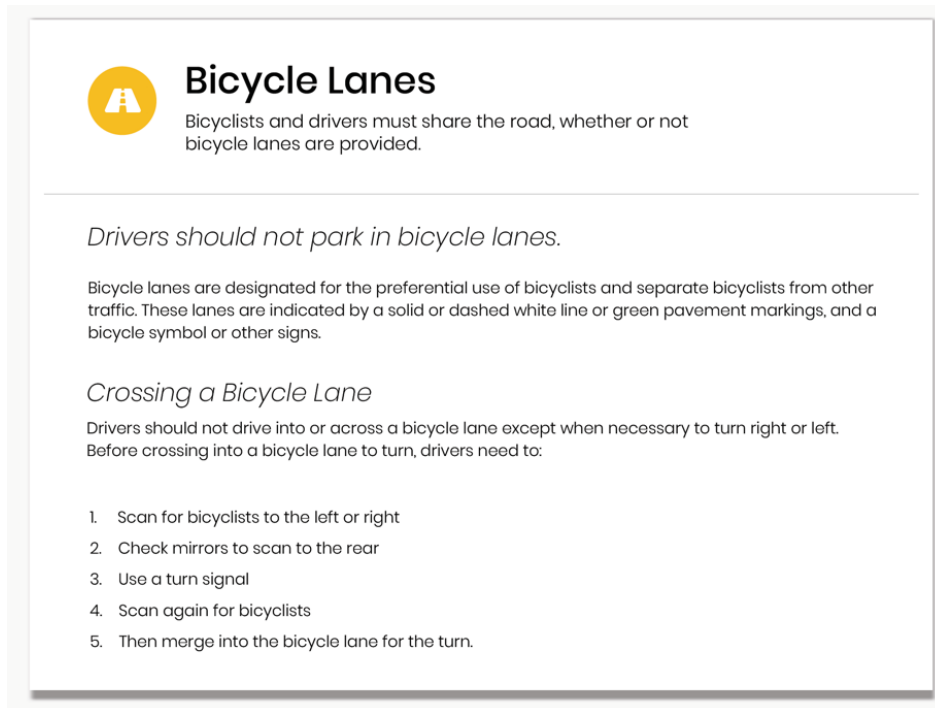 Bicycle Lanes
Bicyclists and drivers must share the road, whether or not
bicycle lanes are provided.
Drivers should not park in bicycle lanes.
Bicycle lanes are designated for the preferential use of bicyclists and separate bicyclists from other
traffic. These lanes are indicated by a solid or dashed white line or green pavement markings, and a
bicycle symbol or other signs.
Crossing a Bicycle Lane
Drivers should not drive into or across a bicycle lane except when necessary to turn right or left.
Before crossing into a bicycle lane to turn, drivers need to:
1. Scan for bicyclists to the left or right
2. Check mirrors to scan to the rear
3. Use a turn signal
4. Scan again for bicyclists
5. Then merge into the bicycle lane for the turn.